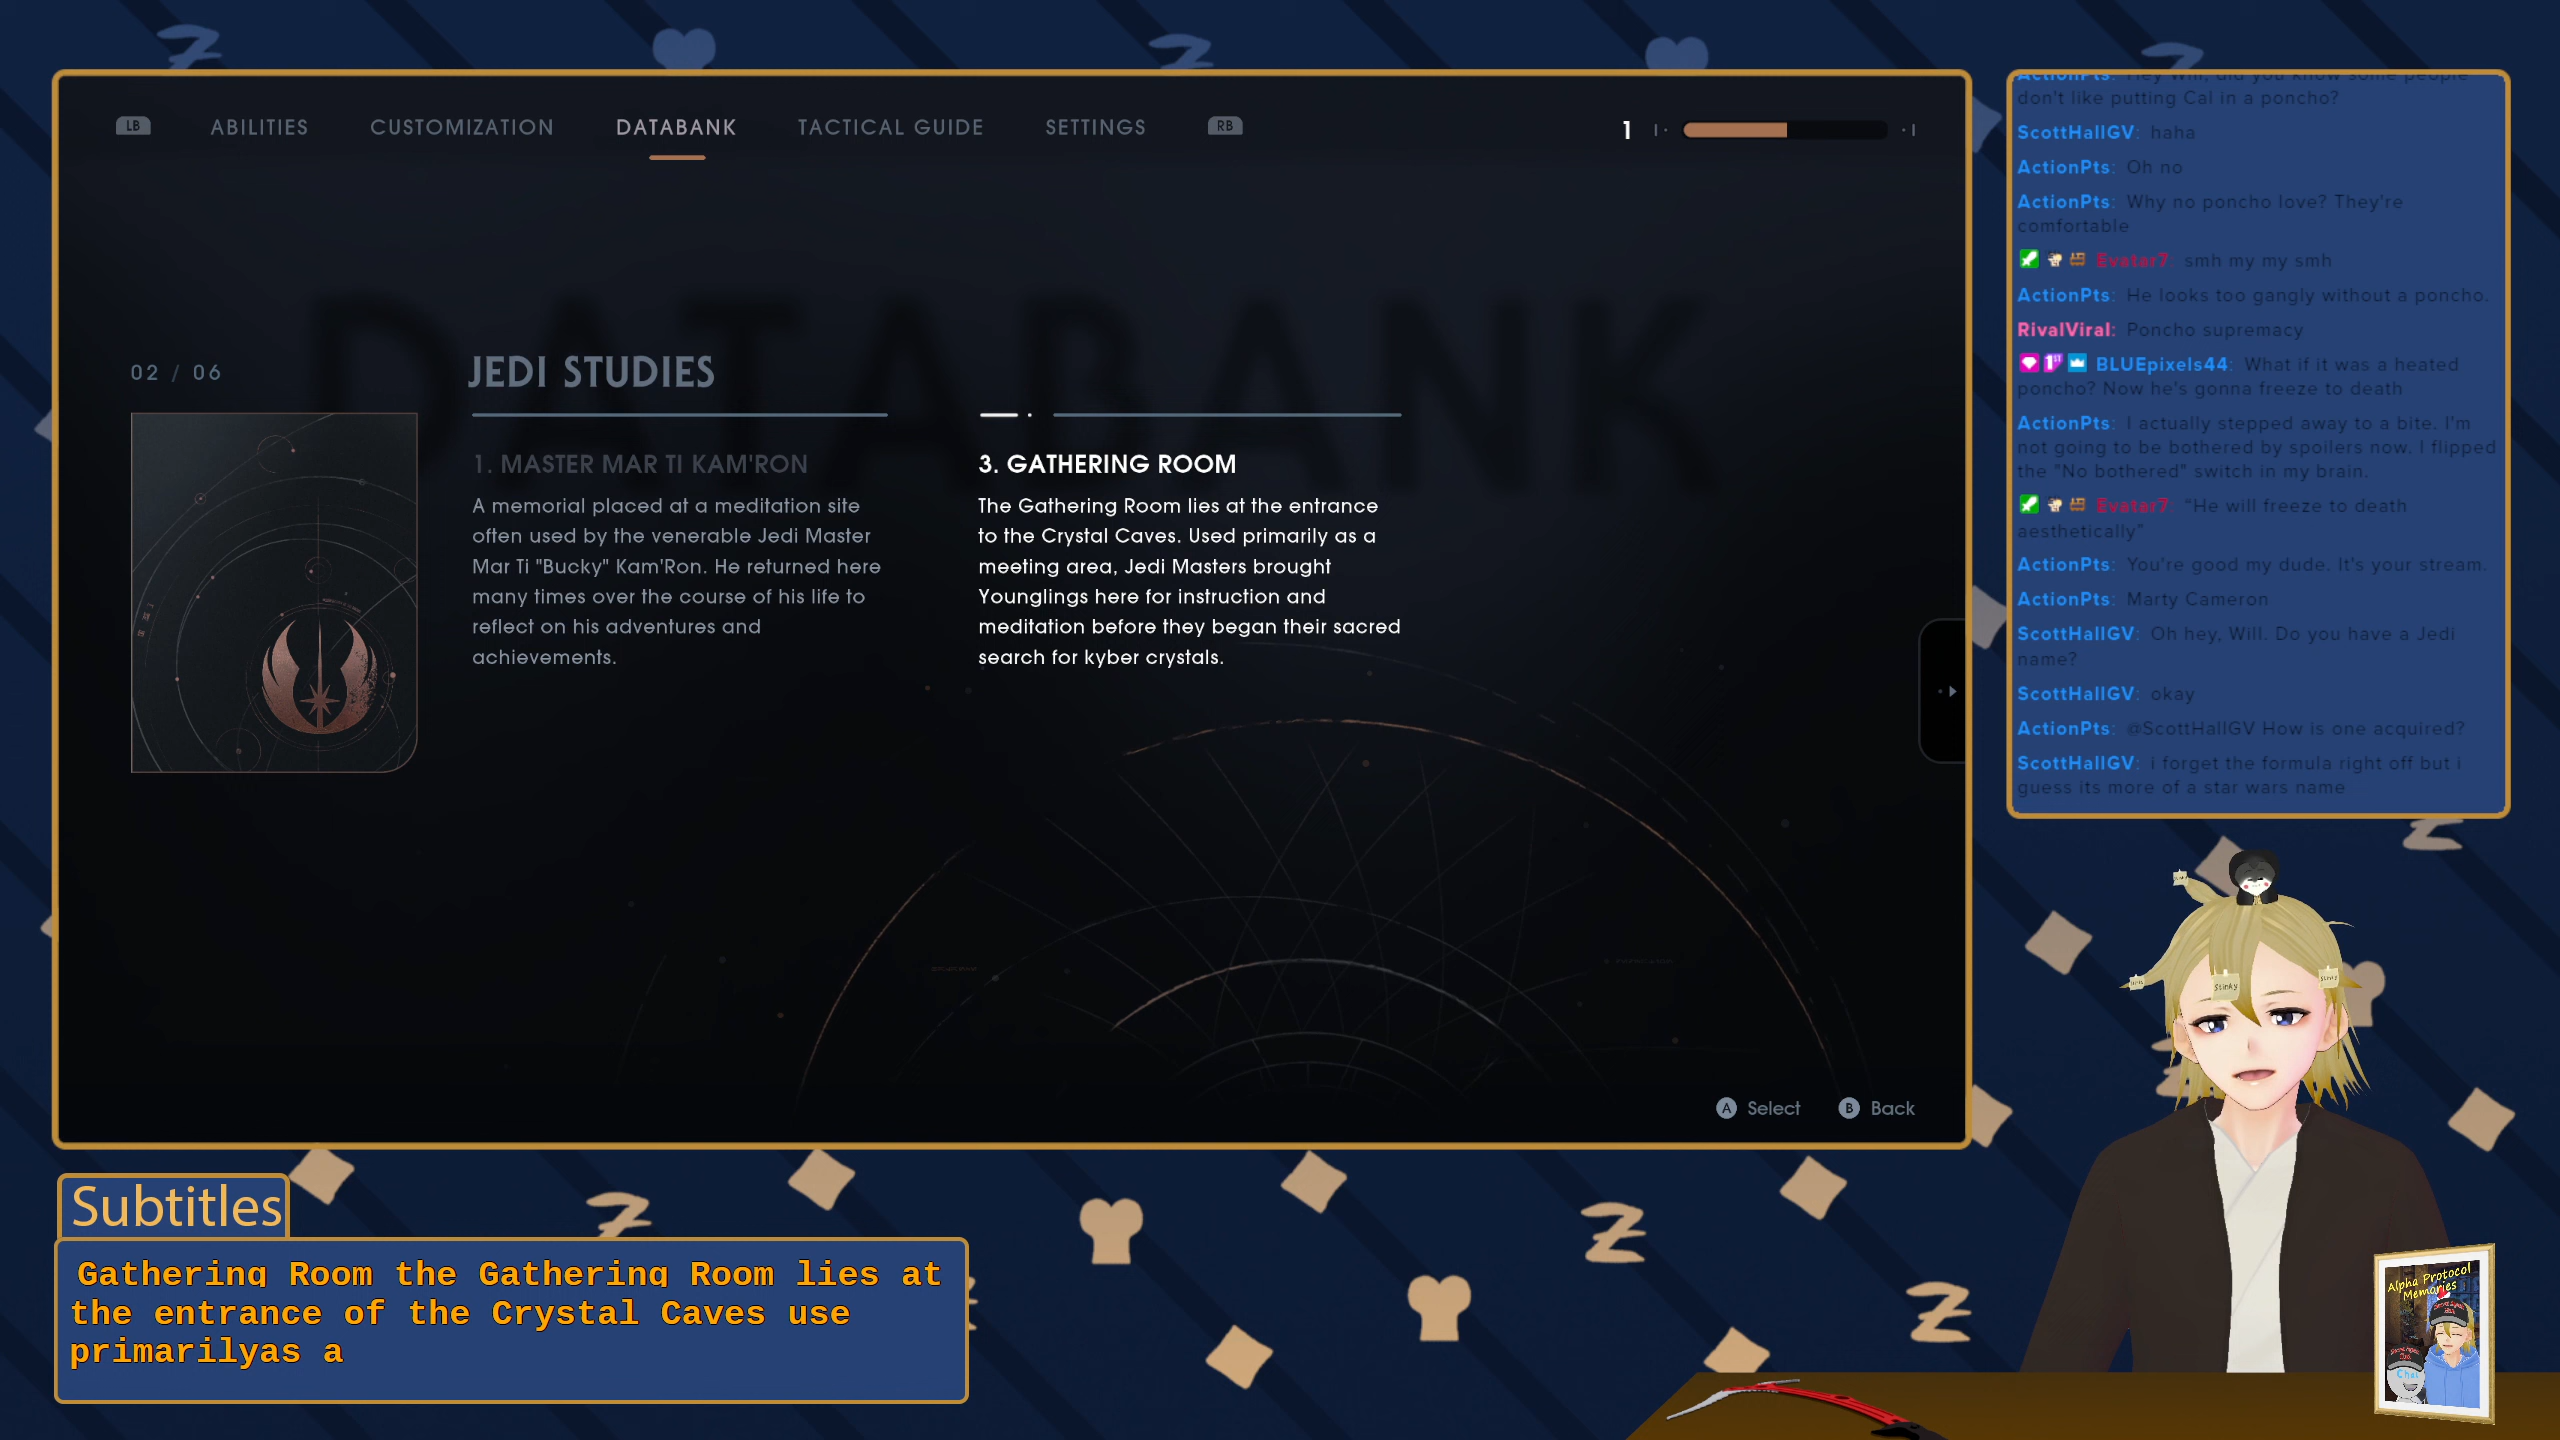 LB ABILITIES CUSTOMIZATION DATABANK TACTICAL GUIDE SETTINGS RB
1
DATABANK
02 / 06
JEDI STUDIES
1. MASTER MAR TI KAM'RON
A memorial placed at a meditation site
often used by the venerable Jedi Master
Mar Ti "Bucky" Kam'Ron. He returned here
many times over the course of his life to
reflect on his adventures and
achievements.
3. GATHERING ROOM
The Gathering Room lies at the entrance
to the Crystal Caves. Used primarily as a
meeting area, Jedi Masters brought
Younglings here for instruction and
meditation before they began their sacred
search for kyber crystals.
A Select B Back
ActionPts: Hey Will, did you know some people
don't like putting Cal in a poncho?
ScottHallGV: haha
ActionPts: Oh no
ActionPts: Why no poncho love? They're
comfortable
Evatar7: smh my my smh
ActionPts: He looks too gangly without a poncho.
RivalViral: Poncho supremacy
BLUEpixels44: What if it was a heated
poncho? Now he's gonna freeze to death
ActionPts: I actually stepped away to a bite. I'm
not going to be bothered by spoilers now. I flipped
the "No bothered" switch in my brain.
Evatar7: "He will freeze to death
aesthetically"
ActionPts: You're good my dude. It's your stream.
ActionPts: Marty Cameron
ScottHallGV: Oh hey, Will. Do you have a Jedi
name?
ScottHallGV: okay
ActionPts: @ScottHallGV How is one acquired?
ScottHallGV: i forget the formula right off but i
guess its more of a star wars name
Stinky
Subtitles
Gathering Room the Gathering Room lies at
the entrance of the Crystal Caves use
primarilyas a
Alpha Protocol
Memories
Chat